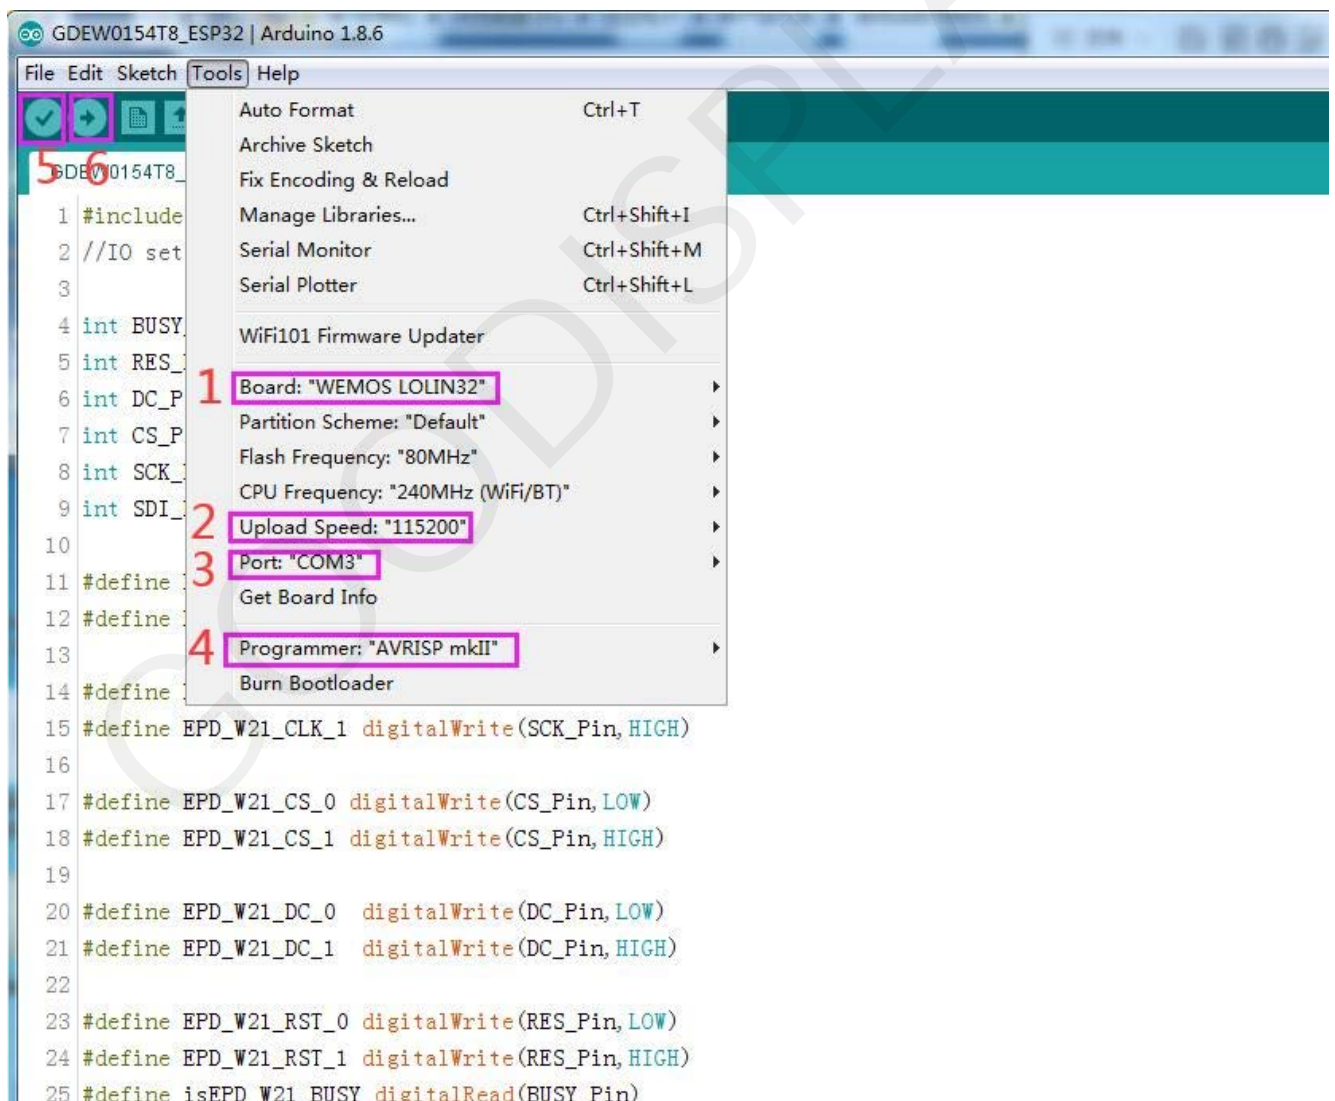 GDEW0154T8_ESP32 | Arduino 1.8.6
File Edit Sketch Tools Help
5 6
GDEW0154T8_
Auto Format Ctrl+T
Archive Sketch
Fix Encoding & Reload
Manage Libraries... Ctrl+Shift+I
Serial Monitor Ctrl+Shift+M
Serial Plotter Ctrl+Shift+L
WiFi101 Firmware Updater
1 Board: "WEMOS LOLIN32"
Partition Scheme: "Default"
Flash Frequency: "80MHz"
CPU Frequency: "240MHz (WiFi/BT)"
2 Upload Speed: "115200"
3 Port: "COM3"
Get Board Info
4 Programmer: "AVRISP mkII"
Burn Bootloader
1 #include
2 //IO set
3
4 int BUSY_
5 int RES_
6 int DC_P
7 int CS_P
8 int SCK_
9 int SDI_
10
11 #define
12 #define
13
14 #define
15 #define EPD_W21_CLK_1 digitalWrite(SCK_Pin,HIGH)
16
17 #define EPD_W21_CS_0 digitalWrite(CS_Pin,LOW)
18 #define EPD_W21_CS_1 digitalWrite(CS_Pin,HIGH)
19
20 #define EPD_W21_DC_0  digitalWrite(DC_Pin,LOW)
21 #define EPD_W21_DC_1  digitalWrite(DC_Pin,HIGH)
22
23 #define EPD_W21_RST_0 digitalWrite(RES_Pin,LOW)
24 #define EPD_W21_RST_1 digitalWrite(RES_Pin,HIGH)
25 #define isEPD_W21_BUSY digitalRead(BUSY_Pin)
GOODISPLA